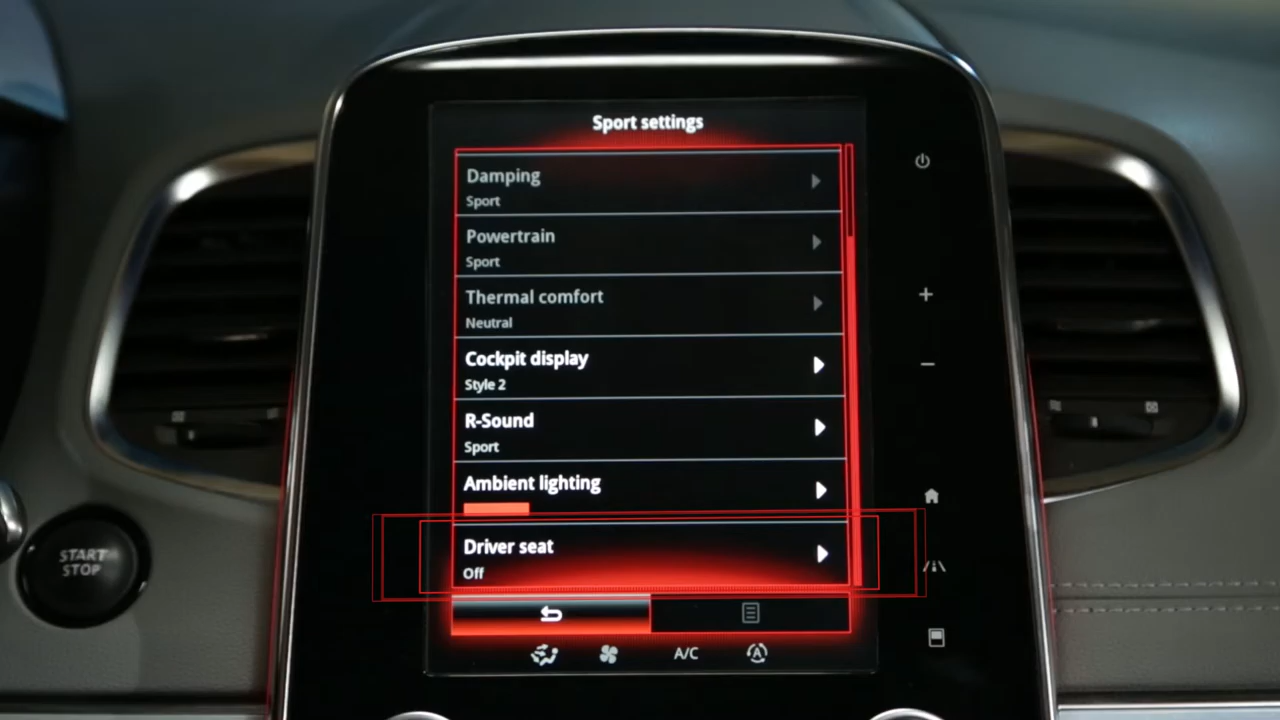 Sport settings
Damping
Sport
Powertrain
Sport
Thermal comfort
Neutral
Cockpit display
Style 2
R-Sound
Sport
Ambient lighting
Driver seat
Off
START
STOP
A/C
A